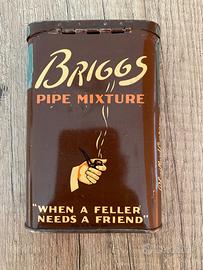 BRIGGS
PIPE MIXTURE
"WHEN A FELLER
NEEDS A FRIEND"